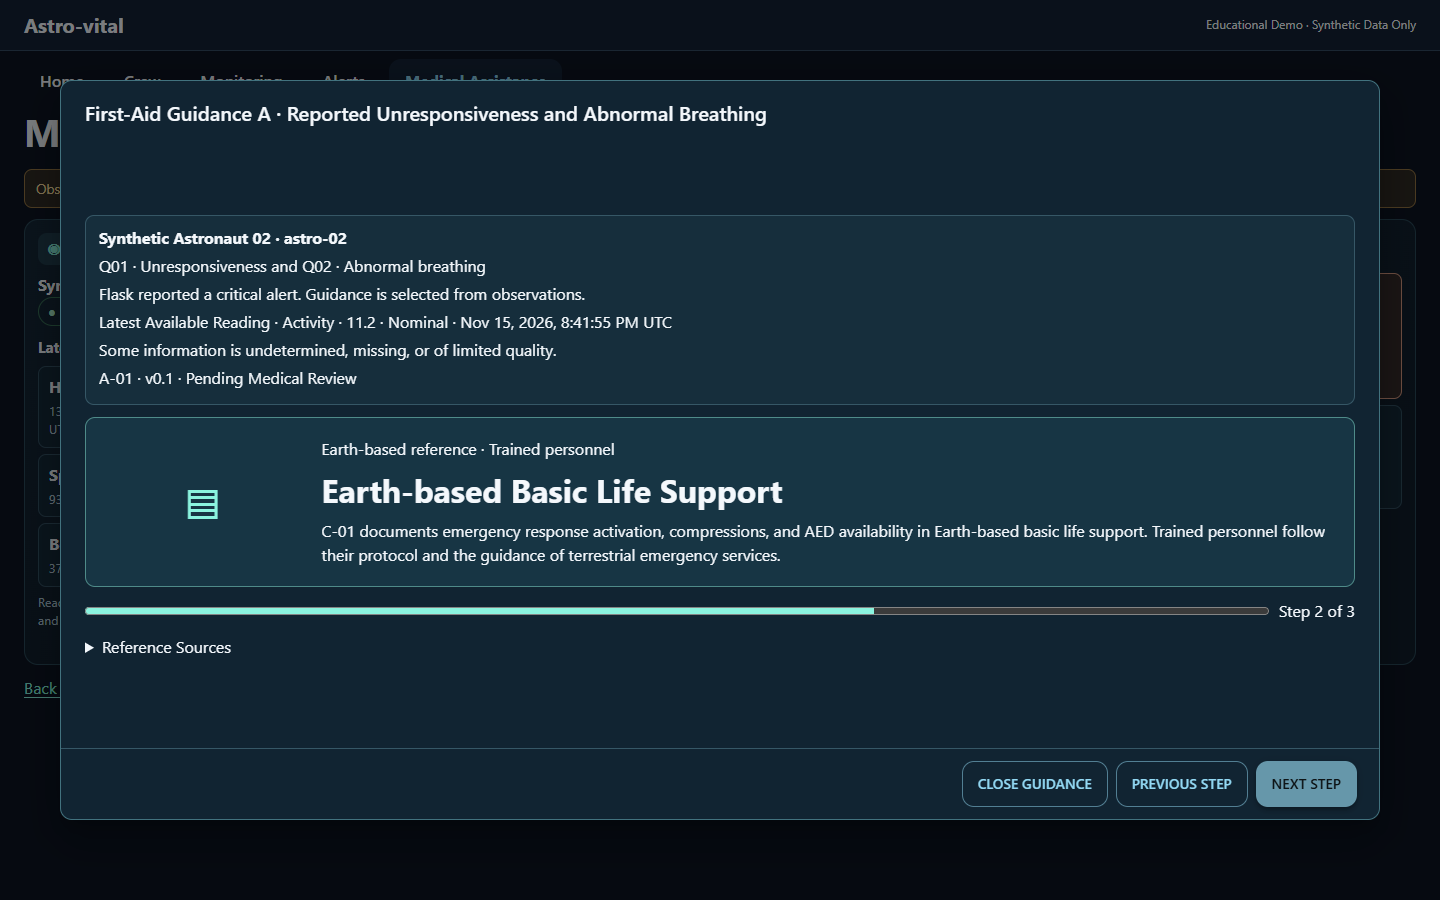 Astro-vital
Educational Demo · Synthetic Data Only
First-Aid Guidance A · Reported Unresponsiveness and Abnormal Breathing
Synthetic Astronaut 02 · astro-02
Q01 · Unresponsiveness and Q02 · Abnormal breathing
Flask reported a critical alert. Guidance is selected from observations.
Latest Available Reading · Activity · 11.2 · Nominal · Nov 15, 2026, 8:41:55 PM UTC
Some information is undetermined, missing, or of limited quality.
A-01 · v0.1 · Pending Medical Review
Earth-based reference · Trained personnel
Earth-based Basic Life Support
C-01 documents emergency response activation, compressions, and AED availability in Earth-based basic life support. Trained personnel follow
their protocol and the guidance of terrestrial emergency services.
Step 2 of 3
Reference Sources
Back
CLOSE GUIDANCE
PREVIOUS STEP
NEXT STEP